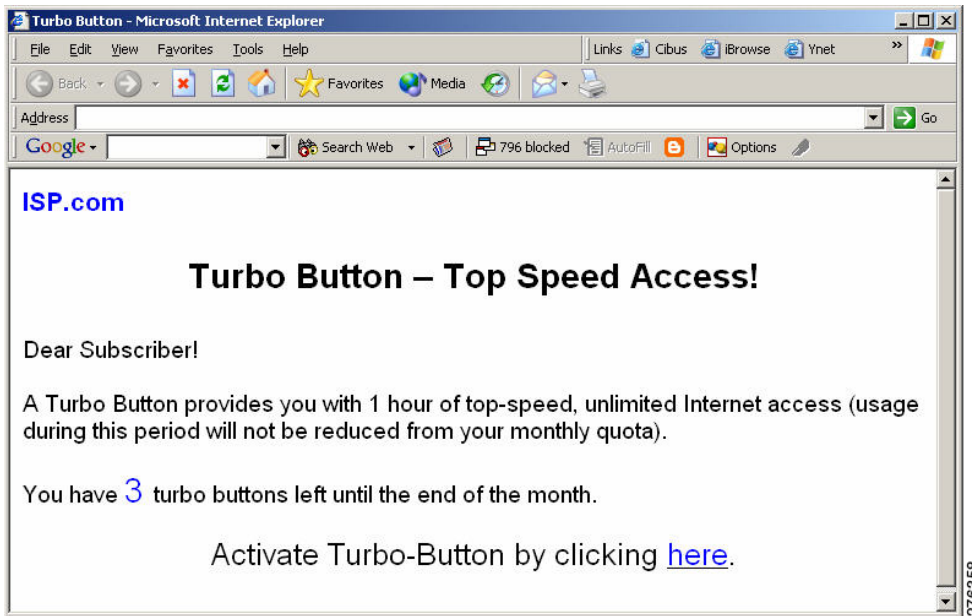 Turbo Button - Microsoft Internet Explorer
File Edit View Favorites Tools Help Links Cibus iBrowse Ynet »
Back Favorites Media
Address Go
Google Search Web 796 blocked AutoFill Options
ISP.com
Turbo Button – Top Speed Access!
Dear Subscriber!
A Turbo Button provides you with 1 hour of top-speed, unlimited Internet access (usage
during this period will not be reduced from your monthly quota).
You have 3 turbo buttons left until the end of the month.
Activate Turbo-Button by clicking here.